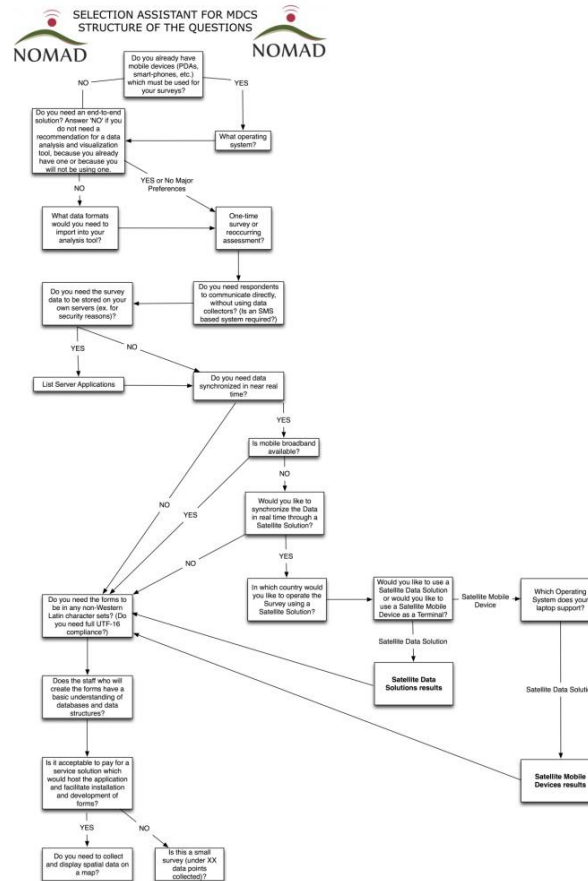 SELECTION ASSISTANT FOR MDCS
STRUCTURE OF THE QUESTIONS
NOMAD
NOMAD
Do you already have
mobile devices (PDAs,
smart-phones, etc.)
which must be used for
your surveys?
NO
YES
Do you need an end-to-end
solution? Answer 'NO' if you
do not need a
recommendation for a data
analysis and visualization
tool, because you already
have one or because you
will not be using one.
What operating
system?
YES or No Major
Preferences
NO
What data formats
would you need to
import into your
analysis tool?
One-time
survey or
reoccurring
assessment?
Do you need the survey
data to be stored on your
own servers (ex. for
security reasons)?
Do you need respondents
to communicate directly,
without using data
collectors? (Is an SMS
based system required?)
YES
NO
List Server Applications
Do you need data
synchronized in near real
time?
YES
Is mobile broadband
available?
NO
NO
YES
Would you like to
synchronize the Data
in real time through a
Satellite Solution?
NO
YES
Do you need the forms to
be in any non-Western
Latin character sets? (Do
you need full UTF-16
compliance?)
In which country would
you like to operate the
Survey using a
Satellite Solution?
Would you like to use a
Satellite Data Solution
or would you like to
use a Satellite Mobile
Device as a Terminal?
Satellite Mobile
Device
Which Operating
System does your
laptop support?
Satellite Data Solution
Satellite Data
Solutions results
Satellite Data Solutio
Does the staff who will
create the forms have a
basic understanding of
databases and data
structures?
Satellite Mobile
Devices results
Is it acceptable to pay for a
service solution which
would host the application
and facilitate installation
and development of
forms?
YES
NO
Do you need to collect
and display spatial data on
a map?
Is this a small
survey (under XX
data points
collected)?